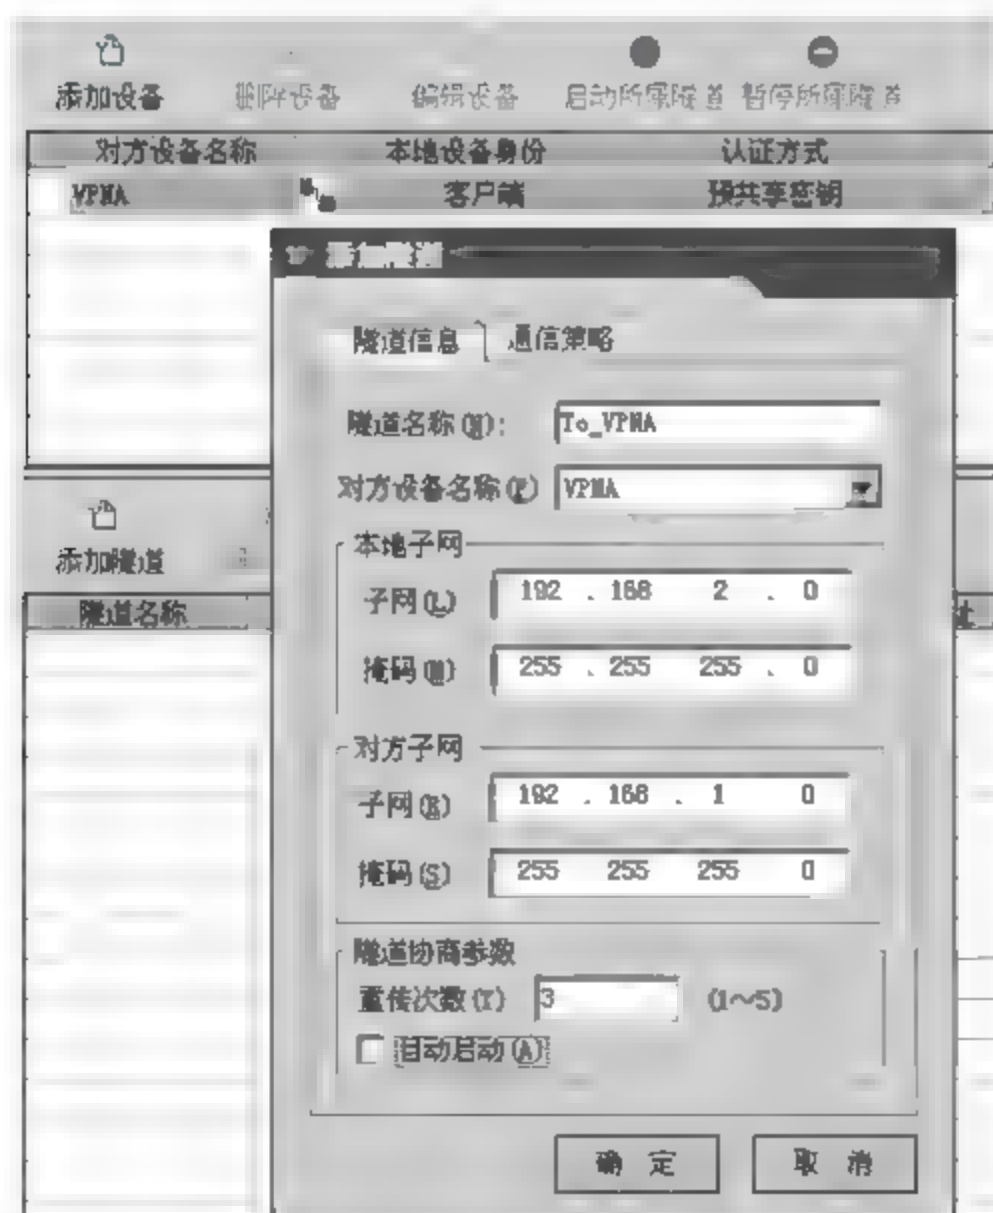 添加设备 删除设备 编辑设备 启动所属隧道 暂停所属隧道
对方设备名称 本地设备身份 认证方式
VPNA 客户端 预共享密钥
添加隧道
隧道信息 通信策略
隧道名称(N): To_VPNA
对方设备名称(F) VPNA
本地子网
子网(L) 192 . 168 2 . 0
掩码(M) 255 . 255 255 . 0
对方子网
子网(R) 192 . 168 . 1 0
掩码(S) 255 255 255 0
隧道协商参数
重传次数(T) 3 (1～5)
自动启动(A)
确 定 取 消
添加隧道
隧道名称